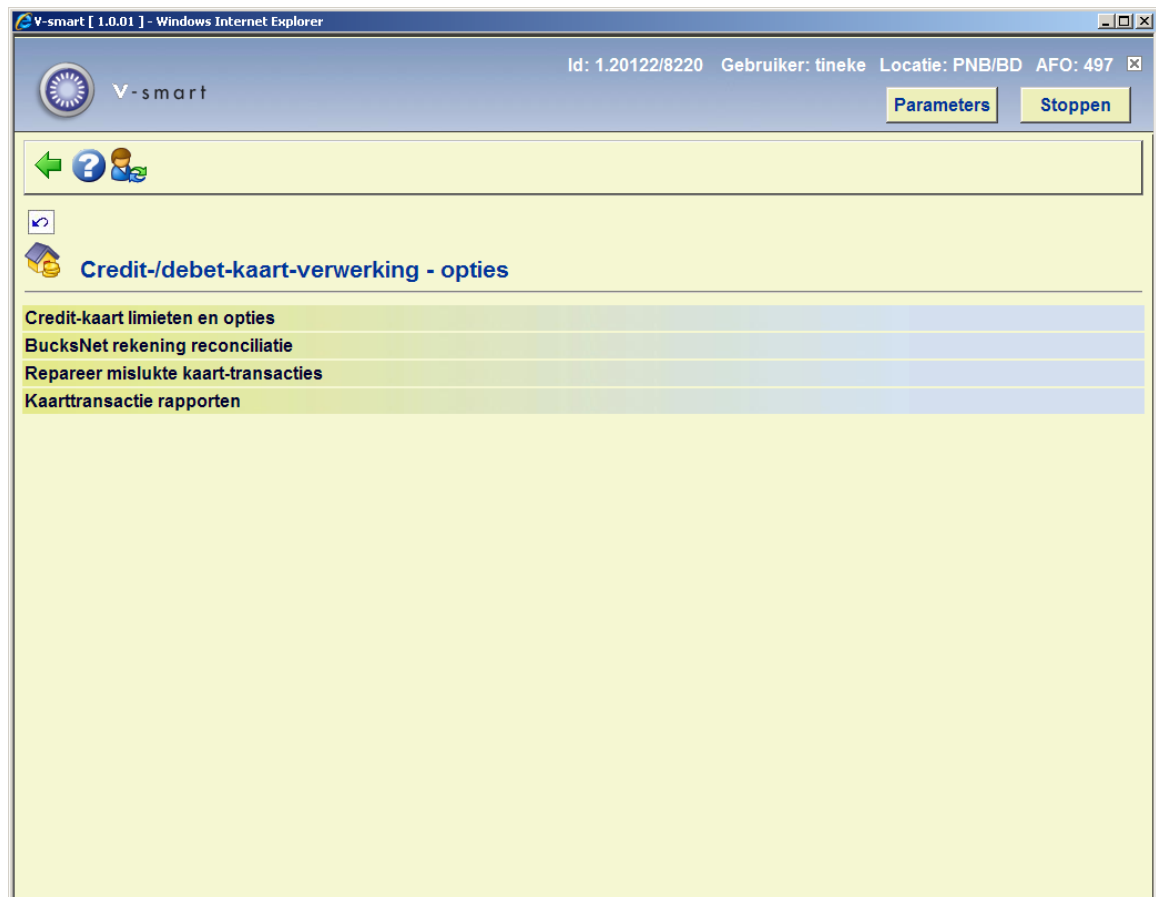 V-smart [ 1.0.01 ] - Windows Internet Explorer
Id: 1.20122/8220 Gebruiker: tineke Locatie: PNB/BD AFO: 497
V-smart
Parameters Stoppen
Credit-/debet-kaart-verwerking - opties
Credit-kaart limieten en opties
BucksNet rekening reconciliatie
Repareer mislukte kaart-transacties
Kaarttransactie rapporten